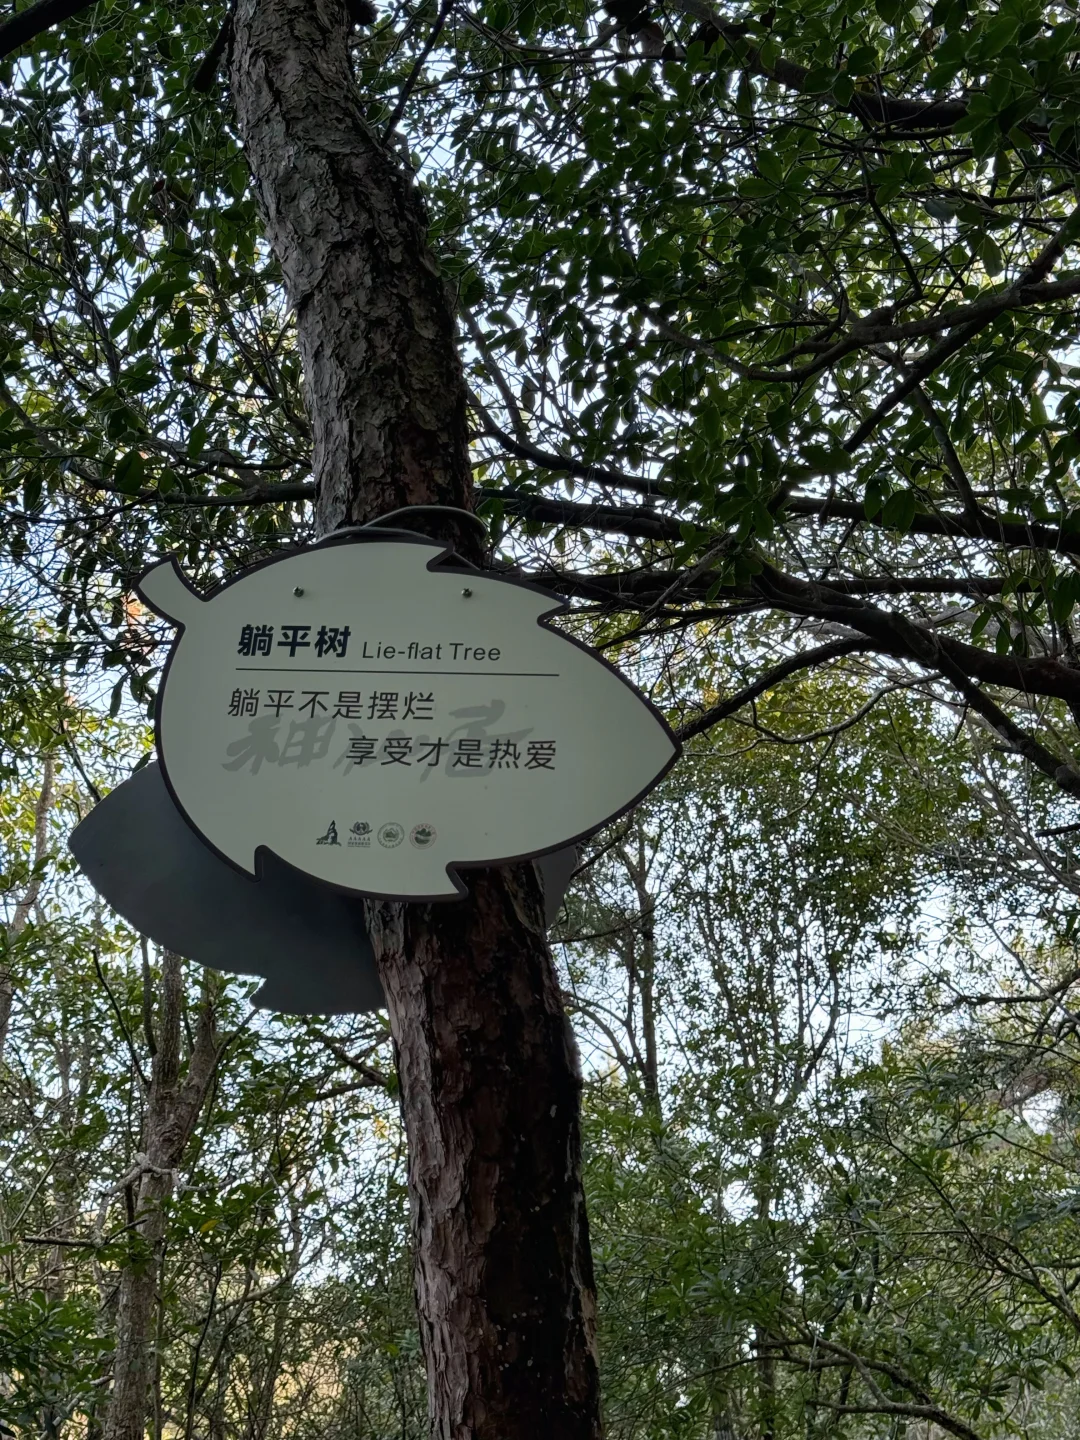 躺平树 Lie-flat Tree
躺平不是摆烂
享受才是热爱